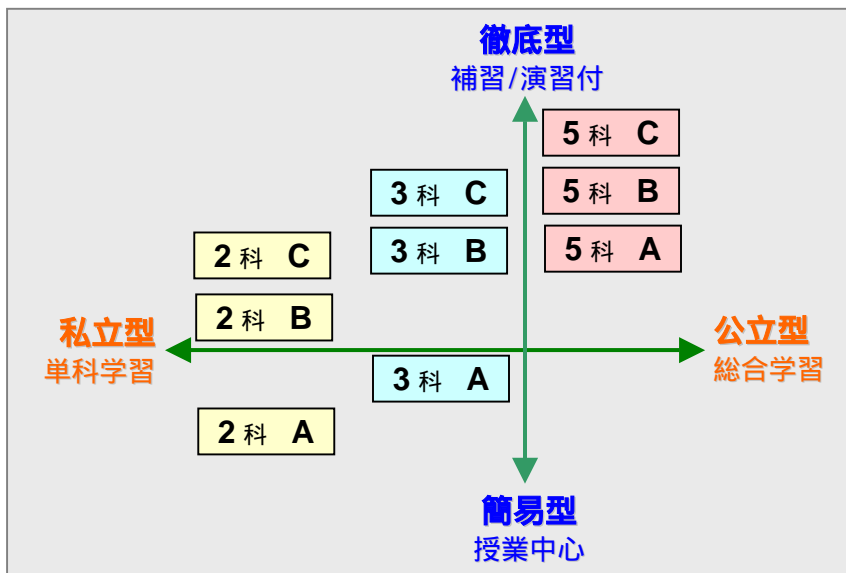 徹底型
補習/演習付
5 科 C
3 科 C
5 科 B
2 科 C
3 科 B
5 科 A
2 科 B
私立型
単科学習
公立型
総合学習
3 科 A
2 科 A
簡易型
授業中心